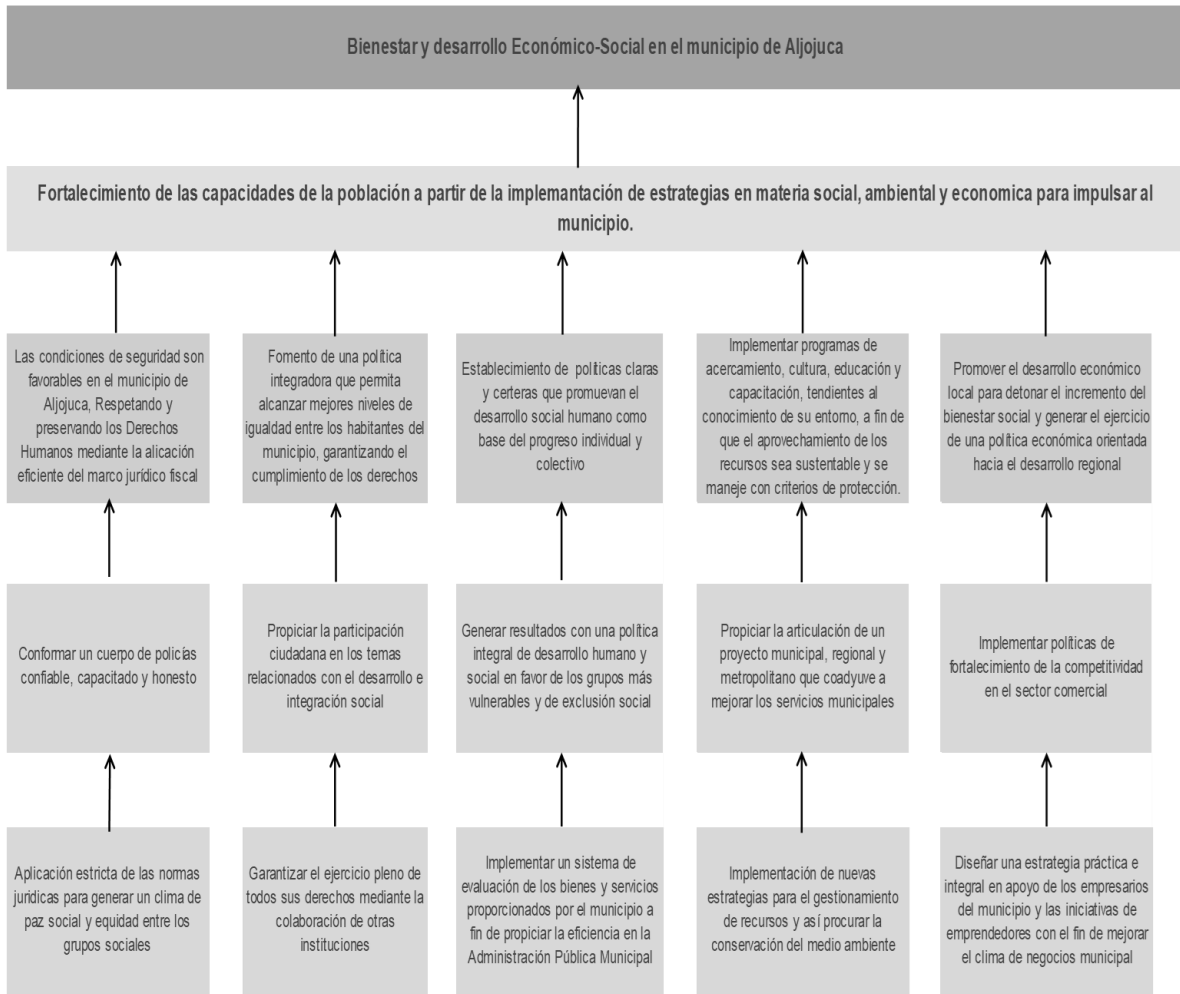 Bienestar y desarrollo Económico-Social en el municipio de Aljojuca
Fortalecimiento de las capacidades de la población a partir de la implemantación de estrategias en materia social, ambiental y economica para impulsar al
municipio.
Las condiciones de seguridad son
favorables en el municipio de
Aljojuca, Respetando y
preservando los Derechos
Humanos mediante la alicación
eficiente del marco jurídico fiscal
Fomento de una política
integradora que permita
alcanzar mejores niveles de
igualdad entre los habitantes del
municipio, garantizando el
cumplimiento de los derechos
Establecimiento de políticas claras
y certeras que promuevan el
desarrollo social humano como
base del progreso individual y
colectivo
Implementar programas de
acercamiento, cultura, educación y
capacitación, tendientes al
conocimiento de su entorno, a fin de
que el aprovechamiento de los
recursos sea sustentable y se
maneje con criterios de protección.
Promover el desarrollo económico
local para detonar el incremento del
bienestar social y generar el ejercicio
de una política económica orientada
hacia el desarrollo regional
Conformar un cuerpo de policías
confiable, capacitado y honesto
Propiciar la participación
ciudadana en los temas
relacionados con el desarrollo e
integración social
Generar resultados con una política
integral de desarrollo humano y
social en favor de los grupos más
vulnerables y de exclusión social
Propiciar la articulación de un
proyecto municipal, regional y
metropolitano que coadyuve a
mejorar los servicios municipales
Implementar políticas de
fortalecimiento de la competitividad
en el sector comercial
Aplicación estricta de las normas
jurídicas para generar un clima de
paz social y equidad entre los
grupos sociales
Garantizar el ejercicio pleno de
todos sus derechos mediante la
colaboración de otras
instituciones
Implementar un sistema de
evaluación de los bienes y servicios
proporcionados por el municipio a
fin de propiciar la eficiencia en la
Administración Pública Municipal
Implementación de nuevas
estrategias para el gestionamiento
de recursos y así procurar la
conservación del medio ambiente
Diseñar una estrategia práctica e
integral en apoyo de los empresarios
del municipio y las iniciativas de
emprendedores con el fin de mejorar
el clima de negocios municipal